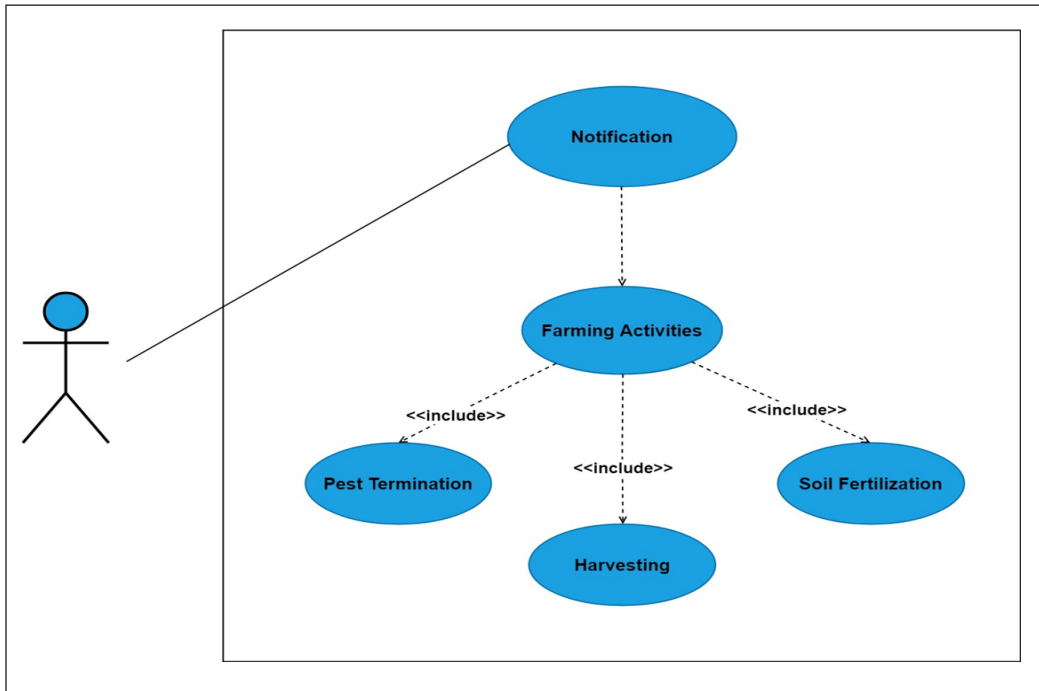 Notification
Farming Activities
<<include>>
<<include>>
<<include>>
Pest Termination
Soil Fertilization
Harvesting